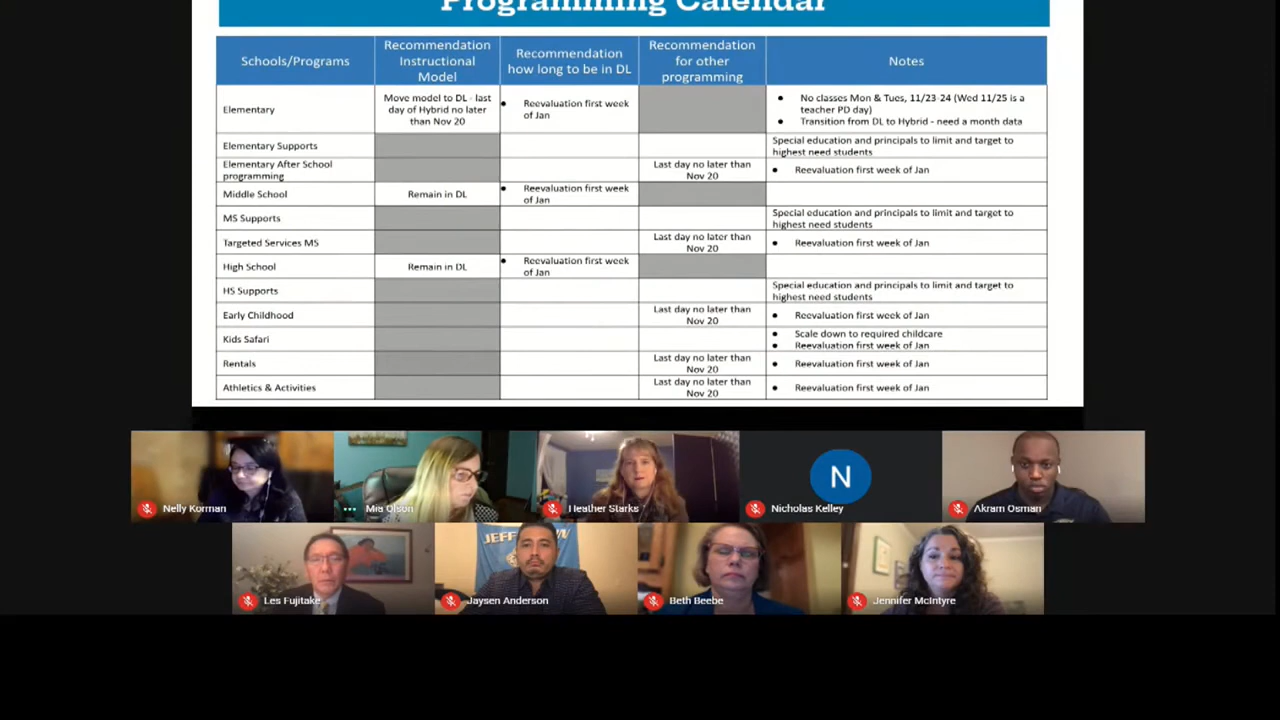 Programming Calendar
Schools/Programs
Recommendation
Instructional
Model
Recommendation
how long to be in DL
Recommendation
for other
programming
Notes
Elementary
Move model to DL - last
day of Hybrid no later
than Nov 20
• Reevaluation first week
of Jan
• No classes Mon & Tues, 11/23-24 (Wed 11/25 is a
teacher PD day)
• Transition from DL to Hybrid - need a month data
Elementary Supports
Special education and principals to limit and target to
highest need students
Elementary After School
programming
Last day no later than
Nov 20
• Reevaluation first week of Jan
Middle School
Remain in DL
• Reevaluation first week
of Jan
MS Supports
Special education and principals to limit and target to
highest need students
Targeted Services MS
Last day no later than
Nov 20
• Reevaluation first week of Jan
High School
Remain in DL
• Reevaluation first week
of Jan
HS Supports
Special education and principals to limit and target to
highest need students
Early Childhood
Last day no later than
Nov 20
• Reevaluation first week of Jan
Kids Safari
• Scale down to required childcare
• Reevaluation first week of Jan
Rentals
Last day no later than
Nov 20
• Reevaluation first week of Jan
Athletics & Activities
Last day no later than
Nov 20
• Reevaluation first week of Jan
Nelly Korman
Mia Olson
Heather Starks
N
Nicholas Kelley
Akram Osman
Les Fujitake
Jaysen Anderson
Beth Beebe
Jennifer McIntyre